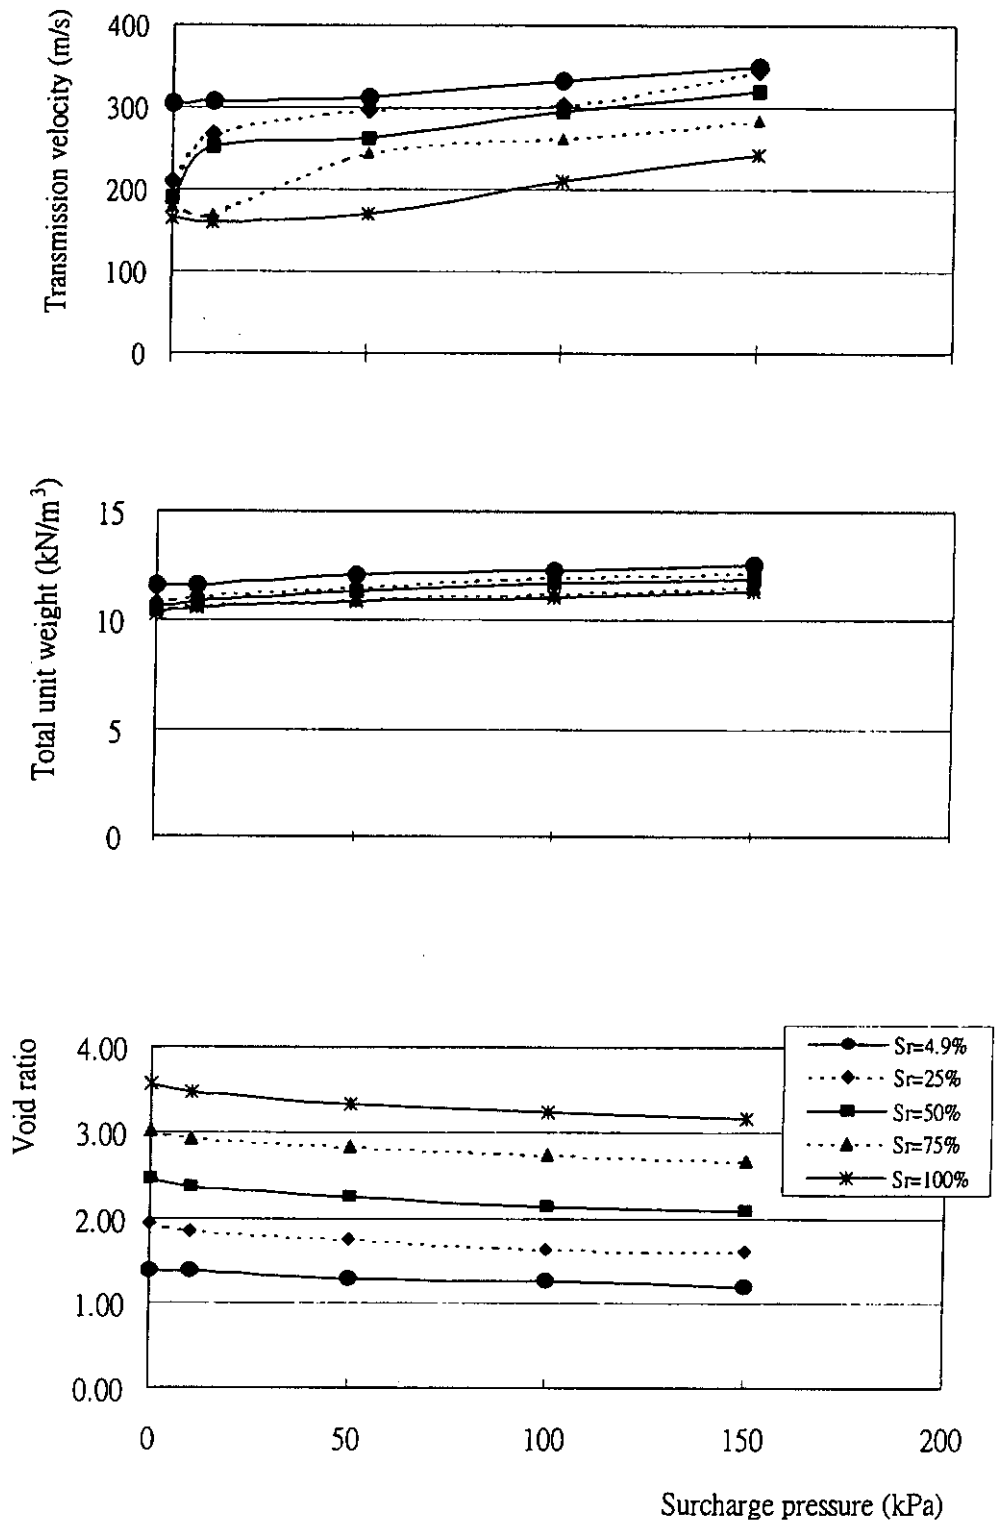 Transmission velocity (m/s)
400
300
200
100
0
Total unit weight (kN/m³)
15
10
5
0
Void ratio
4.00
3.00
2.00
1.00
0.00
Sr=4.9%
Sr=25%
Sr=50%
Sr=75%
Sr=100%
0 50 100 150 200
Surcharge pressure (kPa)